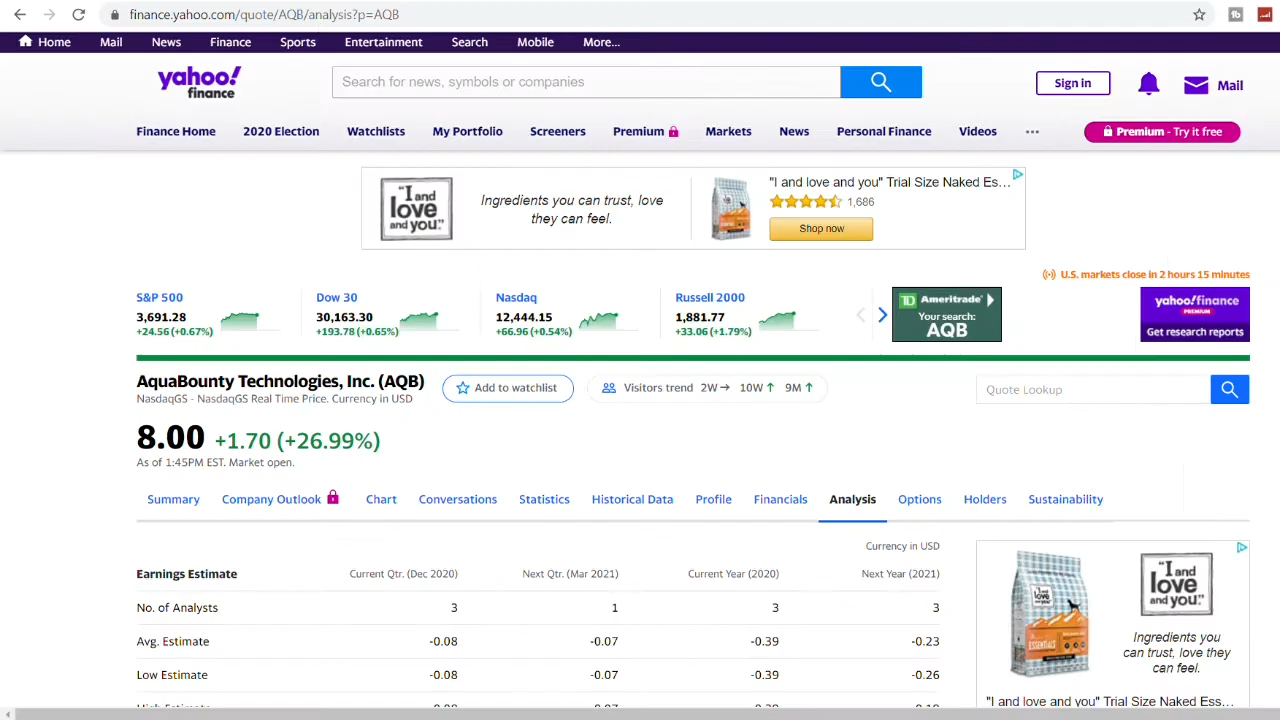 finance.yahoo.com/quote/AQB/analysis?p=AQB
Home Mail News Finance Sports Entertainment Search Mobile More...
yahoo!
finance
Search for news, symbols or companies
Sign in
Mail
Finance Home 2020 Election Watchlists My Portfolio Screeners Premium Markets News Personal Finance Videos ...
Premium - Try it free
"I and
love
and you."
Ingredients you can trust, love
they can feel.
"I and love and you" Trial Size Naked Es...
1,686
Shop now
U.S. markets close in 2 hours 15 minutes
S&P 500
3,691.28
+24.56 (+0.67%)
Dow 30
30,163.30
+193.78 (+0.65%)
Nasdaq
12,444.15
+66.96 (+0.54%)
Russell 2000
1,881.77
+33.06 (+1.79%)
TD Ameritrade
Your search:
AQB
yahoo!finance
PREMIUM
Get research reports
AquaBounty Technologies, Inc. (AQB)
NasdaqGS - NasdaqGS Real Time Price. Currency in USD
Add to watchlist
Visitors trend 2W→ 10W↑ 9M↑
Quote Lookup
8.00 +1.70 (+26.99%)
As of 1:45PM EST. Market open.
Summary Company Outlook Chart Conversations Statistics Historical Data Profile Financials Analysis Options Holders Sustainability
Currency in USD
Earnings Estimate Current Qtr. (Dec 2020) Next Qtr. (Mar 2021) Current Year (2020) Next Year (2021)
No. of Analysts 3 1 3 3
Avg. Estimate -0.08 -0.07 -0.39 -0.23
Low Estimate -0.08 -0.07 -0.39 -0.26
"I and
love
and you."
ESSENTIALS
Ingredients you
can trust, love they
can feel.
"I and love and you" Trial Size Naked Ess...